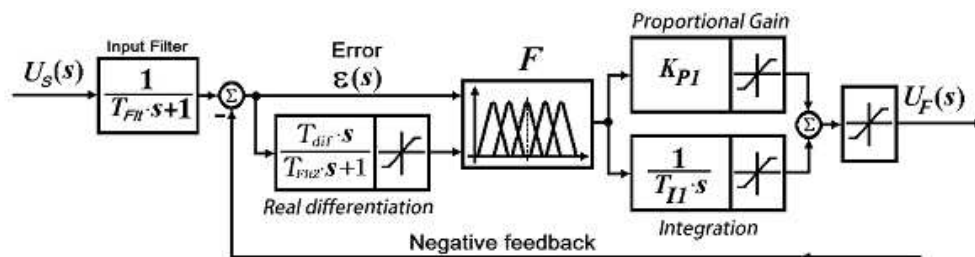 Proportional Gain
Input Filter
Error
F
U_S(s)
1
T_Flt·s+1
Σ
-
ε(s)
K_P1
U_F(s)
T_dif·s
T_Flt2·s+1
Σ
1
T_I1·s
Real differentiation
Integration
Negative feedback